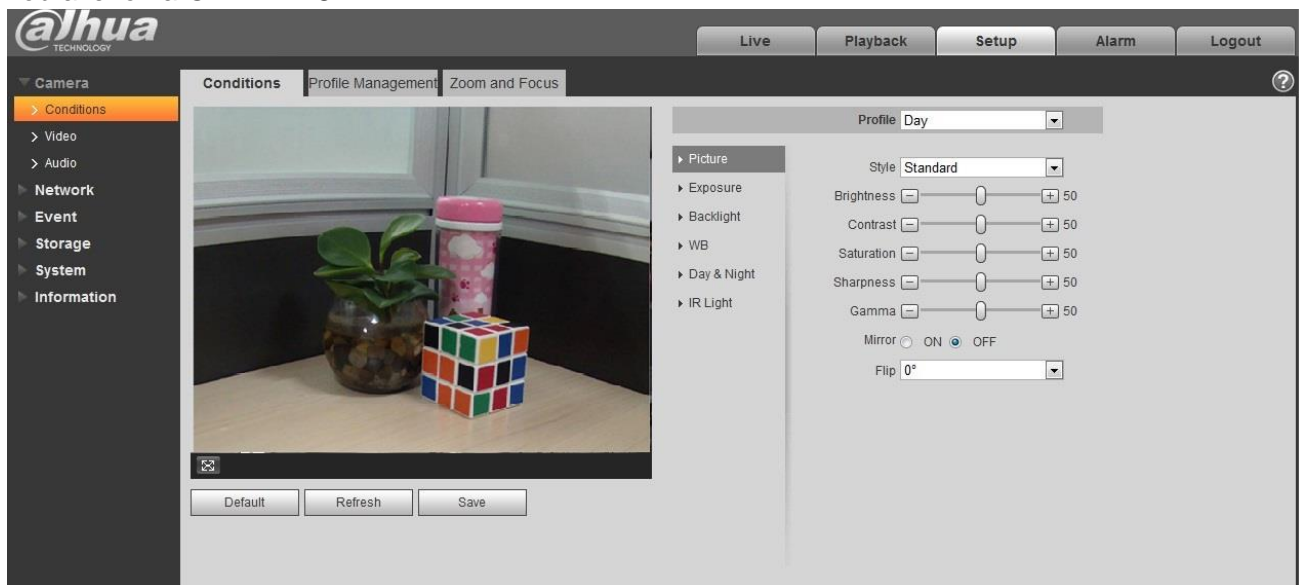 alhua
TECHNOLOGY
Live
Playback
Setup
Alarm
Logout
Camera
Conditions
Video
Audio
Network
Event
Storage
System
Information
Conditions
Profile Management
Zoom and Focus
?
Profile Day
Picture
Exposure
Backlight
WB
Day & Night
IR Light
Style Standard
Brightness - + 50
Contrast - + 50
Saturation - + 50
Sharpness - + 50
Gamma - + 50
Mirror ON OFF
Flip 0°
Default
Refresh
Save